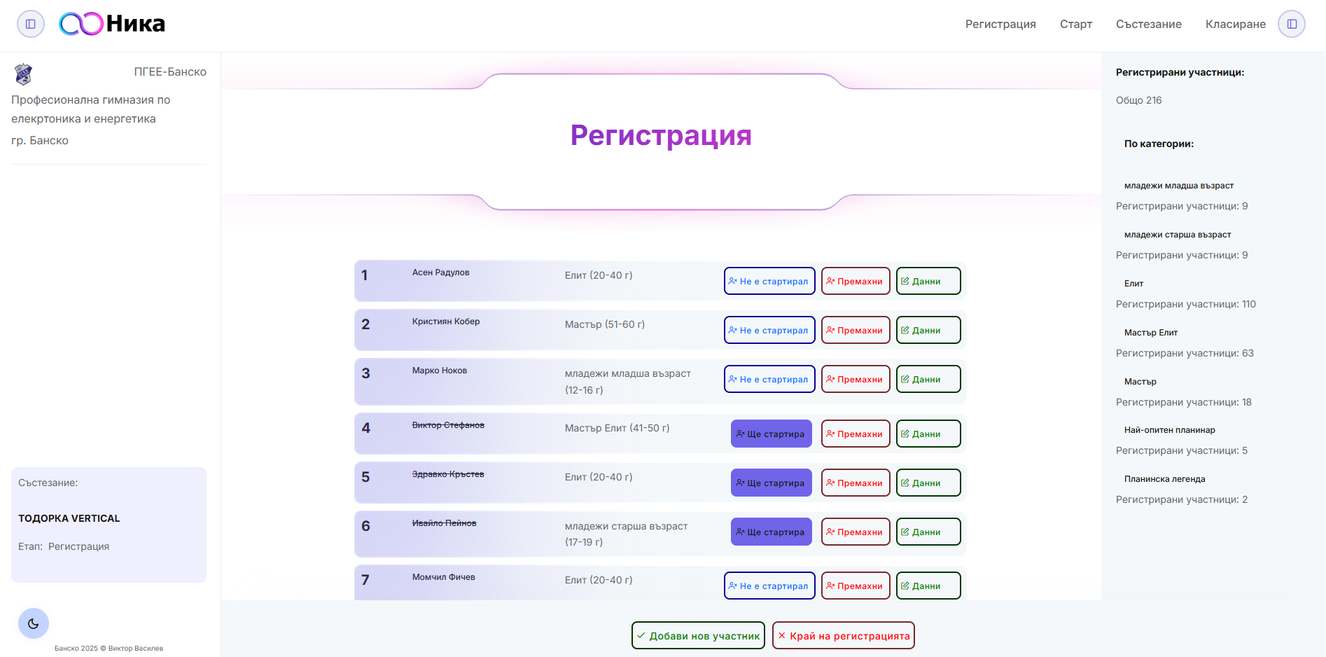 Ника
Регистрация
Старт
Състезание
Класиране
ПГЕЕ-Банско
Професионална гимназия по
електроника и енергетика
гр. Банско
Състезание:
ТОДОРКА VERTICAL
Етап: Регистрация
Банско 2025 © Виктор Василев
Регистрация
1 Асен Радулов Елит (20-40 г) Не е стартирал Премахни Данни
2 Кристиян Кобер Мастър (51-60 г) Не е стартирал Премахни Данни
3 Марко Ноков младежи младша възраст Не е стартирал Премахни Данни
(12-16 г)
4 Виктор Стефанов Мастър Елит (41-50 г) Ще стартира Премахни Данни
5 Здравко Кръстев Елит (20-40 г) Ще стартира Премахни Данни
6 Ивайло Пейнов младежи старша възраст Ще стартира Премахни Данни
(17-19 г)
7 Момчил Фичев Елит (20-40 г) Не е стартирал Премахни Данни
Добави нов участник
Край на регистрацията
Регистрирани участници:
Общо 216
По категории:
младежи младша възраст
Регистрирани участници: 9
младежи старша възраст
Регистрирани участници: 9
Елит
Регистрирани участници: 110
Мастър Елит
Регистрирани участници: 63
Мастър
Регистрирани участници: 18
Най-опитен планинар
Регистрирани участници: 5
Планинска легенда
Регистрирани участници: 2